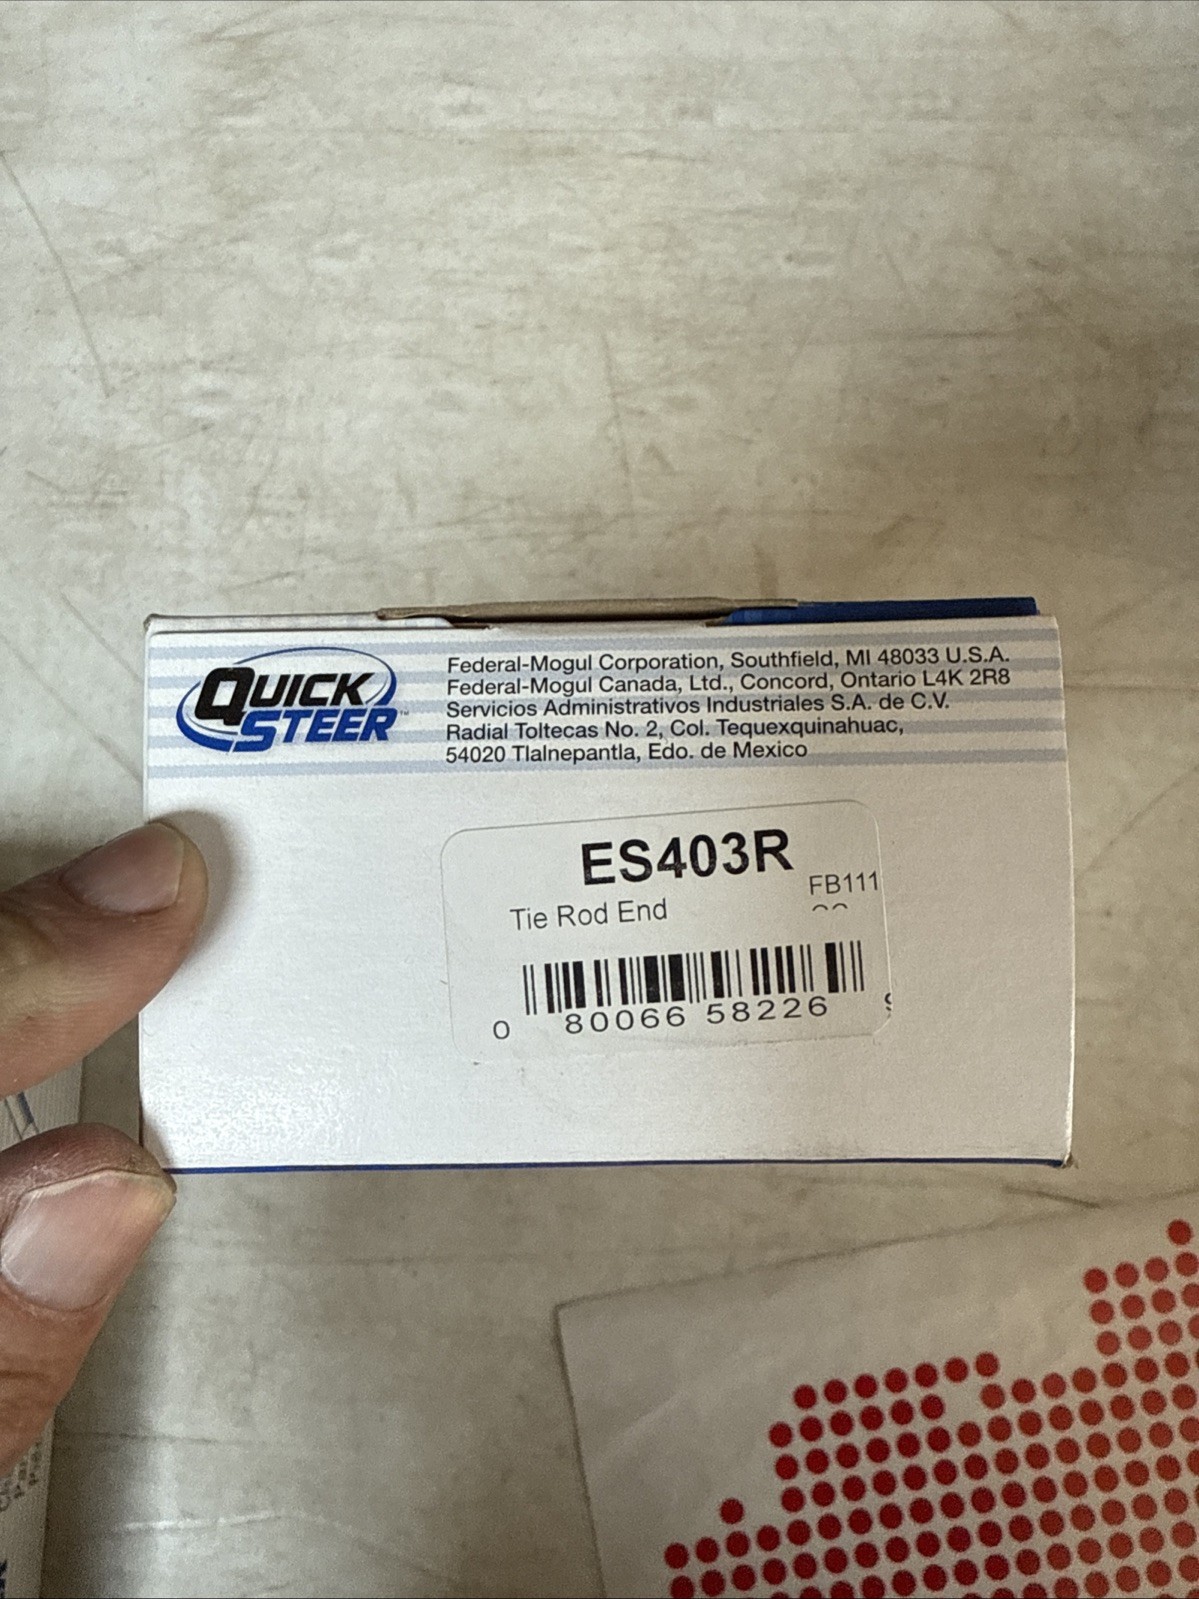 QUICK
STEER™
Federal-Mogul Corporation, Southfield, MI 48033 U.S.A.
Federal-Mogul Canada, Ltd., Concord, Ontario L4K 2R8
Servicios Administrativos Industriales S.A. de C.V.
Radial Toltecas No. 2, Col. Tequexquinahuac,
54020 Tlalnepantla, Edo. de Mexico
ES403R
FB111
Tie Rod End
0 80066 58226 9